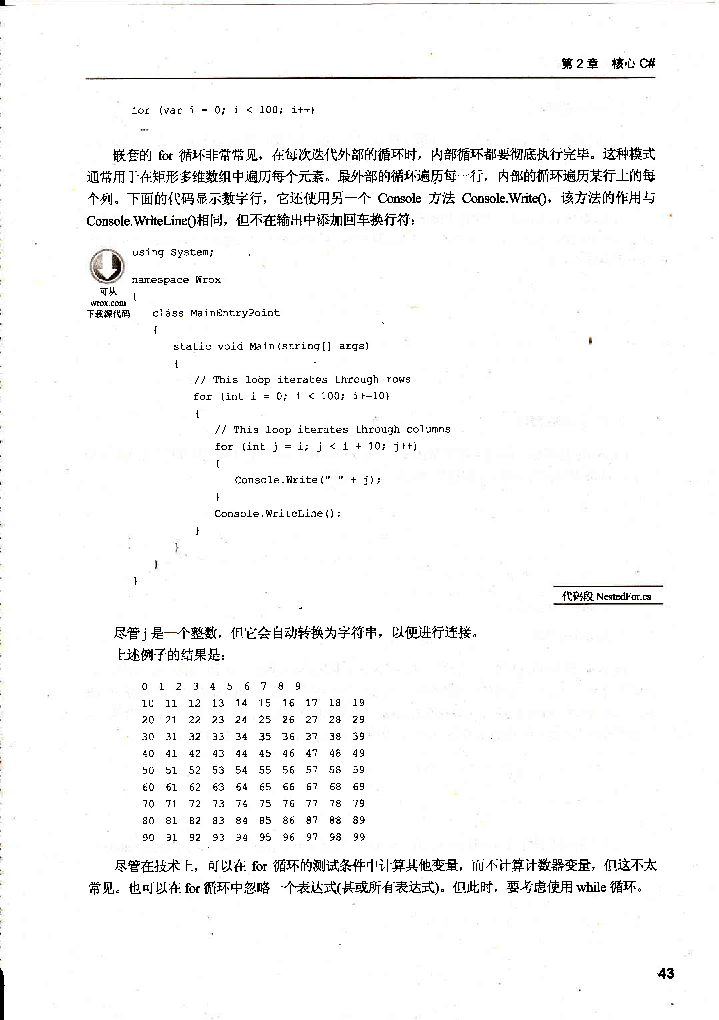 第 2 章 核心 C#
for (var i = 0; i < 100; i++)
...
嵌套的 for 循环非常常见，在每次迭代外部的循环时，内部循环都要彻底执行完毕。这种模式
通常用于在矩形多维数组中遍历每个元素。最外部的循环遍历每一行，内部的循环遍历某行上的每
个列。下面的代码显示数字行，它还使用另一个 Console 方法 Console.Write()，该方法的作用与
Console.WriteLine()相同，但不在输出中添加回车换行符：
可从
wrox.com
下载源代码
using System;
namespace Wrox
{
class MainEntryPoint
{
static void Main(string[] args)
{
// This loop iterates through rows
for (int i = 0; i < 100; i+=10)
{
// This loop iterates through columns
for (int j = i; j < i + 10; j++)
{
Console.Write(" " + j);
}
Console.WriteLine();
}
}
}
}
代码段 NestedFor.cs
尽管 j 是一个整数，但它会自动转换为字符串，以便进行连接。
上述例子的结果是：
0 1 2 3 4 5 6 7 8 9
10 11 12 13 14 15 16 17 18 19
20 21 22 23 24 25 26 27 28 29
30 31 32 33 34 35 36 37 38 39
40 41 42 43 44 45 46 47 48 49
50 51 52 53 54 55 56 57 58 59
60 61 62 63 64 65 66 67 68 69
70 71 72 73 74 75 76 77 78 79
80 81 82 83 84 85 86 87 88 89
90 91 92 93 94 95 96 97 98 99
尽管在技术上，可以在 for 循环的测试条件中计算其他变量，而不计算计数器变量，但这不太
常见。也可以在 for 循环中忽略一个表达式(甚或所有表达式)。但此时，要考虑使用 while 循环。
43